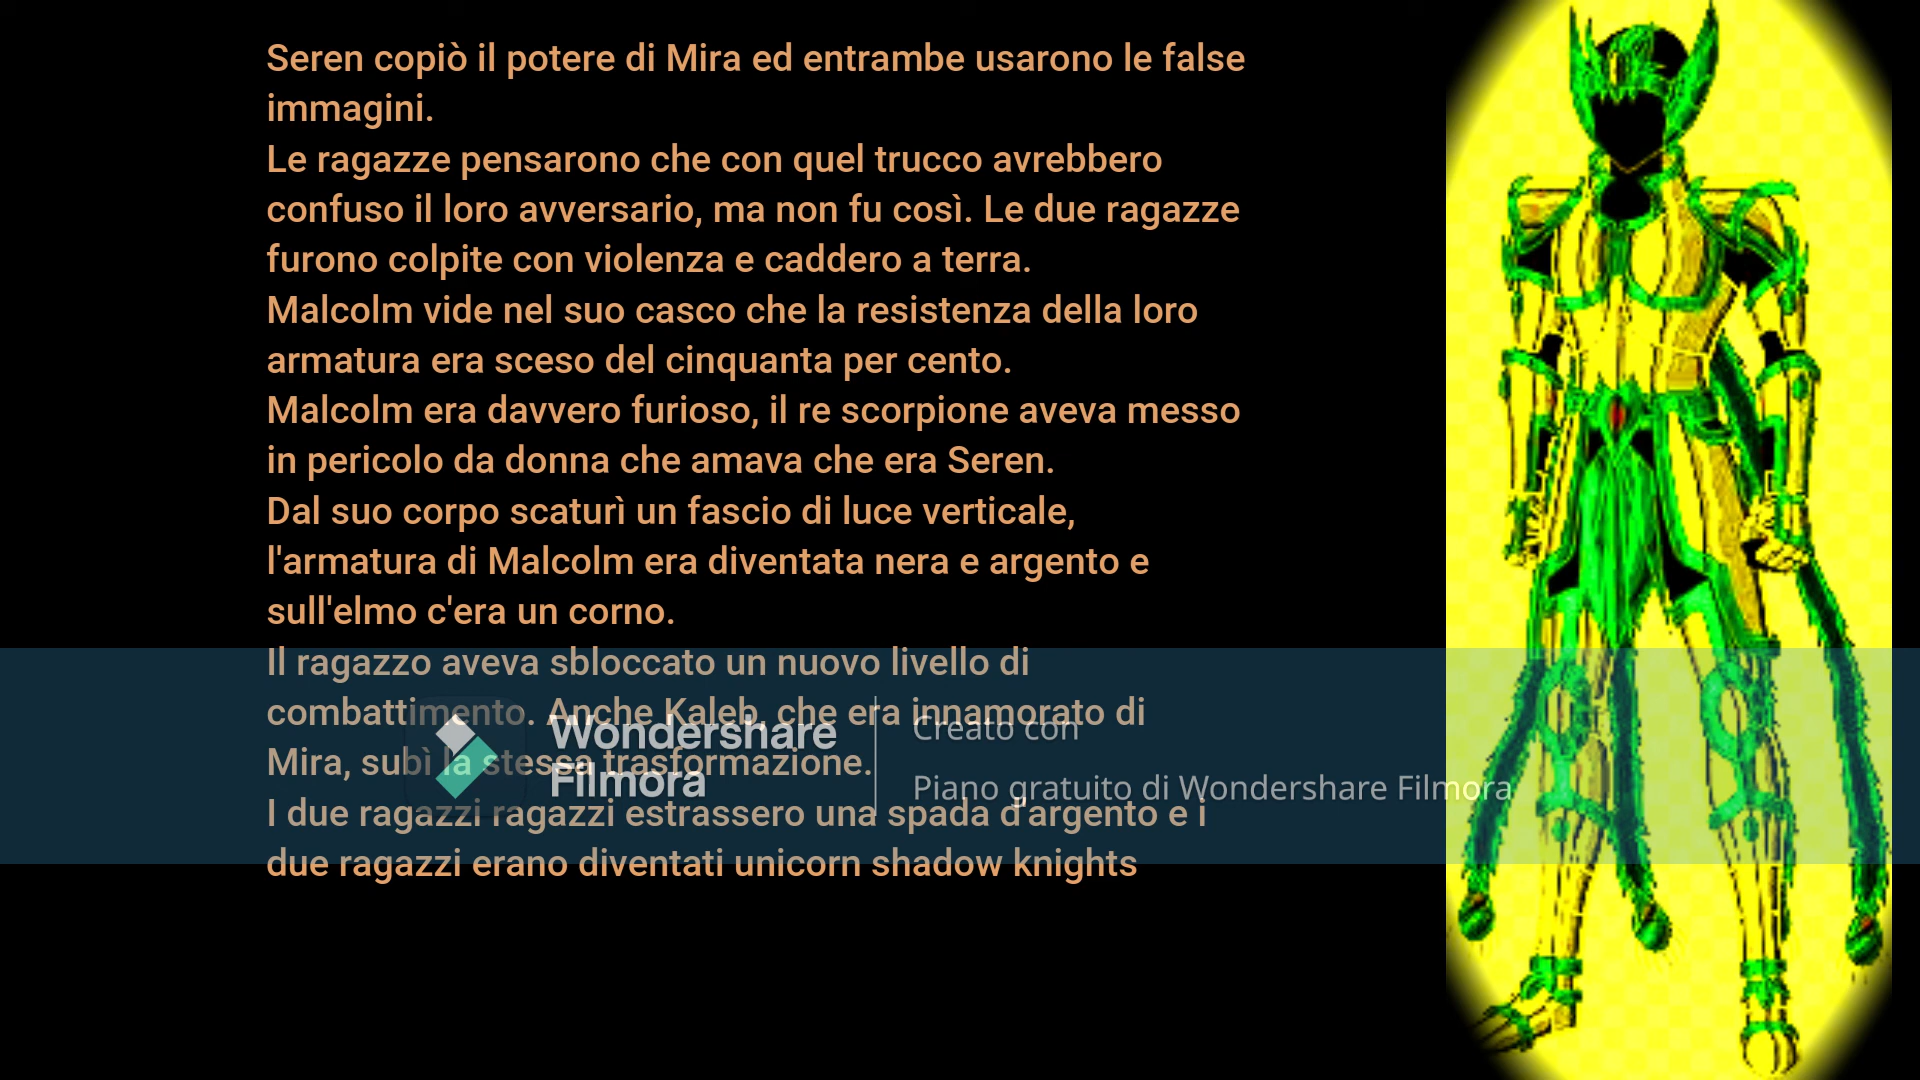 Seren copiò il potere di Mira ed entrambe usarono le false
immagini.
Le ragazze pensarono che con quel trucco avrebbero
confuso il loro avversario, ma non fu così. Le due ragazze
furono colpite con violenza e caddero a terra.
Malcolm vide nel suo casco che la resistenza della loro
armatura era sceso del cinquanta per cento.
Malcolm era davvero furioso, il re scorpione aveva messo
in pericolo da donna che amava che era Seren.
Dal suo corpo scaturì un fascio di luce verticale,
l'armatura di Malcolm era diventata nera e argento e
sull'elmo c'era un corno.
Il ragazzo aveva sbloccato un nuovo livello di
combattimento. Anche Kaleb, che era innamorato di
Mira, subì la stessa trasformazione.
I due ragazzi ragazzi estrassero una spada d'argento e i
due ragazzi erano diventati unicorn shadow knights
Wondershare
Filmora
Creato con
Piano gratuito di Wondershare Filmora